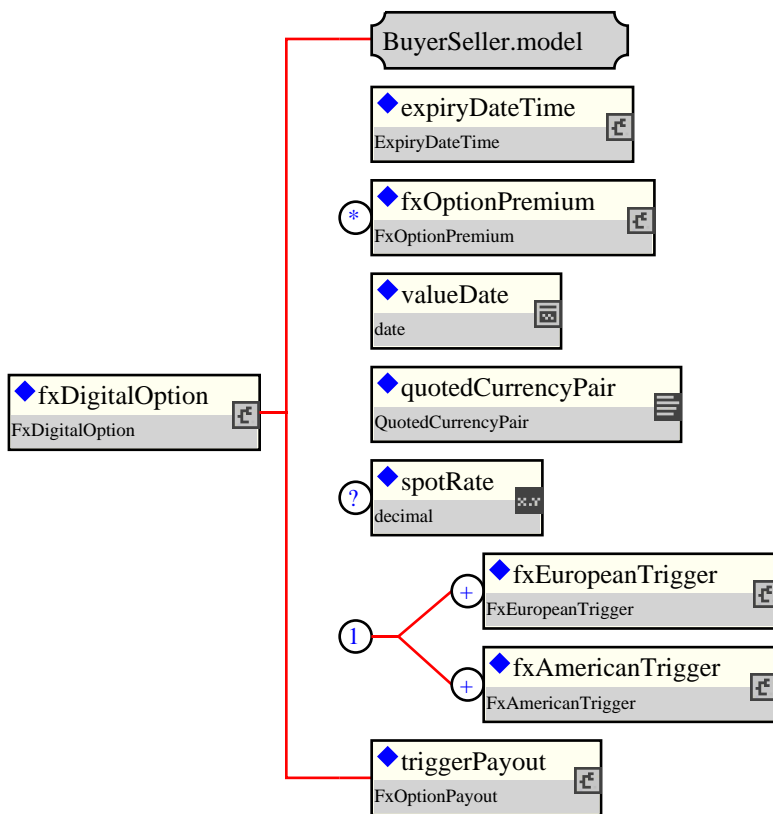 BuyerSeller.model
expiryDateTime
ExpiryDateTime
*
fxOptionPremium
FxOptionPremium
valueDate
date
fxDigitalOption
FxDigitalOption
quotedCurrencyPair
QuotedCurrencyPair
?
spotRate
decimal
x.y
1
+
fxEuropeanTrigger
FxEuropeanTrigger
+
fxAmericanTrigger
FxAmericanTrigger
triggerPayout
FxOptionPayout